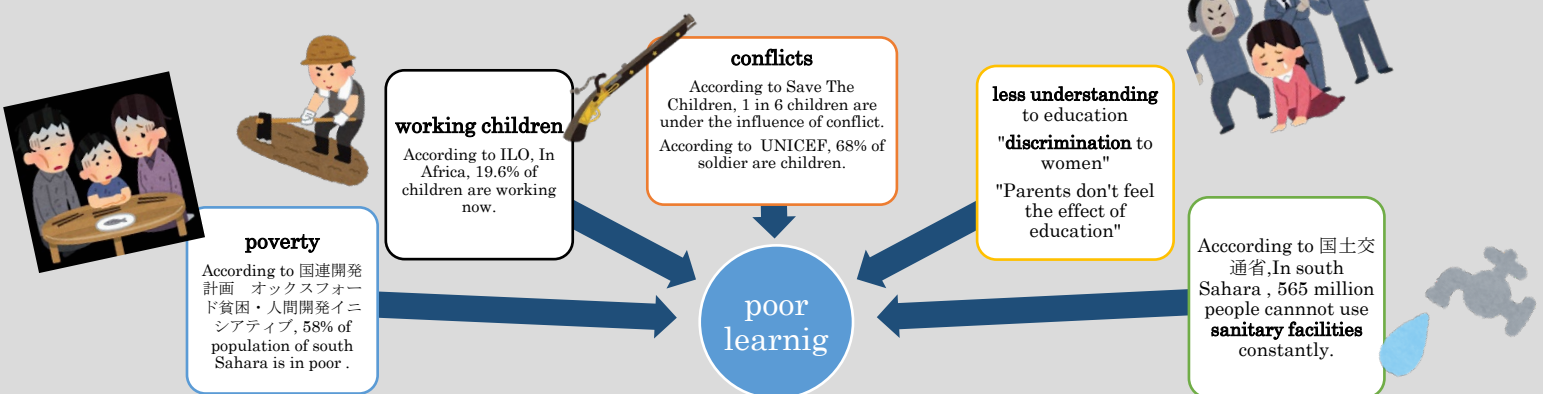 poverty
According to 国連開発
計画　オックスフォー
ド貧困・人間開発イニ
シアティブ, 58% of
population of south
Sahara is in poor .
working children
According to ILO, In
Africa, 19.6% of
children are working
now.
conflicts
According to Save The
Children, 1 in 6 children are
under the influence of conflict.
According to UNICEF, 68% of
soldier are children.
less understanding
to education
"discrimination to
women"
"Parents don't feel
the effect of
education"
Acccording to 国土交
通省,In south
Sahara , 565 million
people cannnot use
sanitary facilities
constantly.
poor
learnig